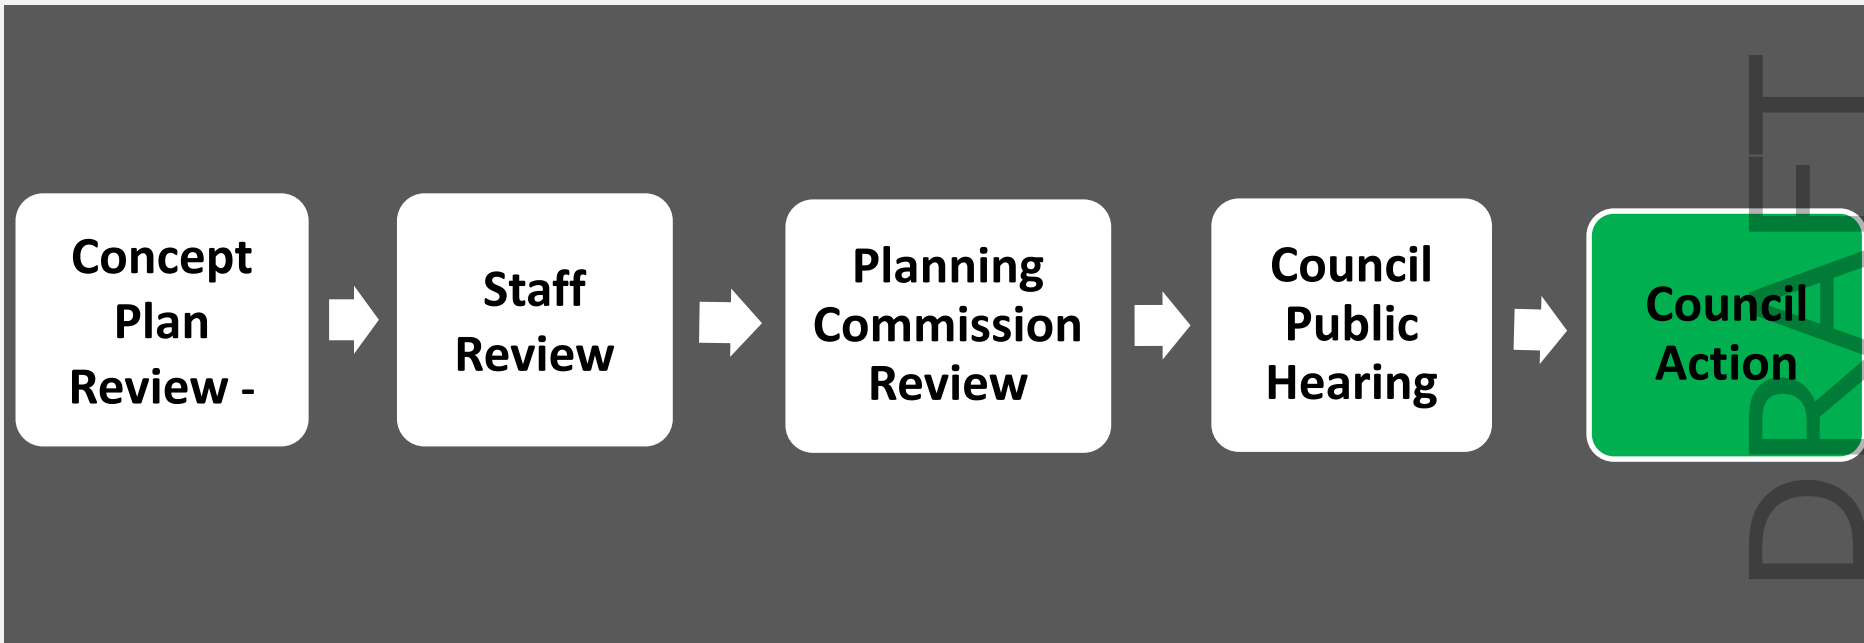 Concept
Plan
Review -
Staff
Review
Planning
Commission
Review
Council
Public
Hearing
Council
Action
DRAFT